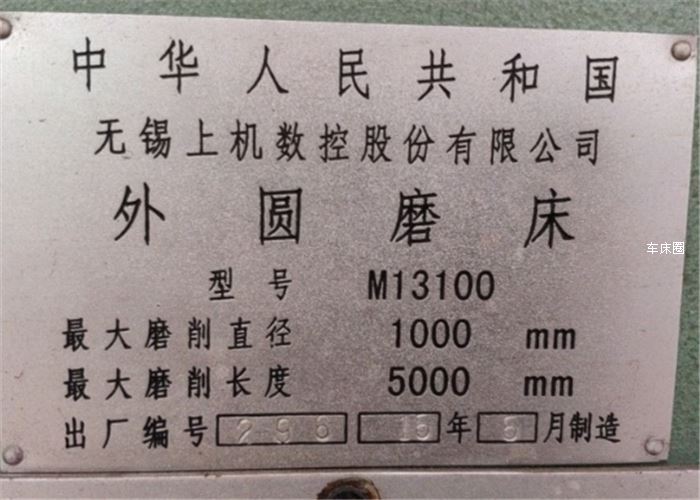 中华人民共和国
无锡上机数控股份有限公司
外圆磨床
型号 M13100
最大磨削直径 1000 mm
最大磨削长度 5000 mm
出厂编号 296 16年 月制造
车床圈